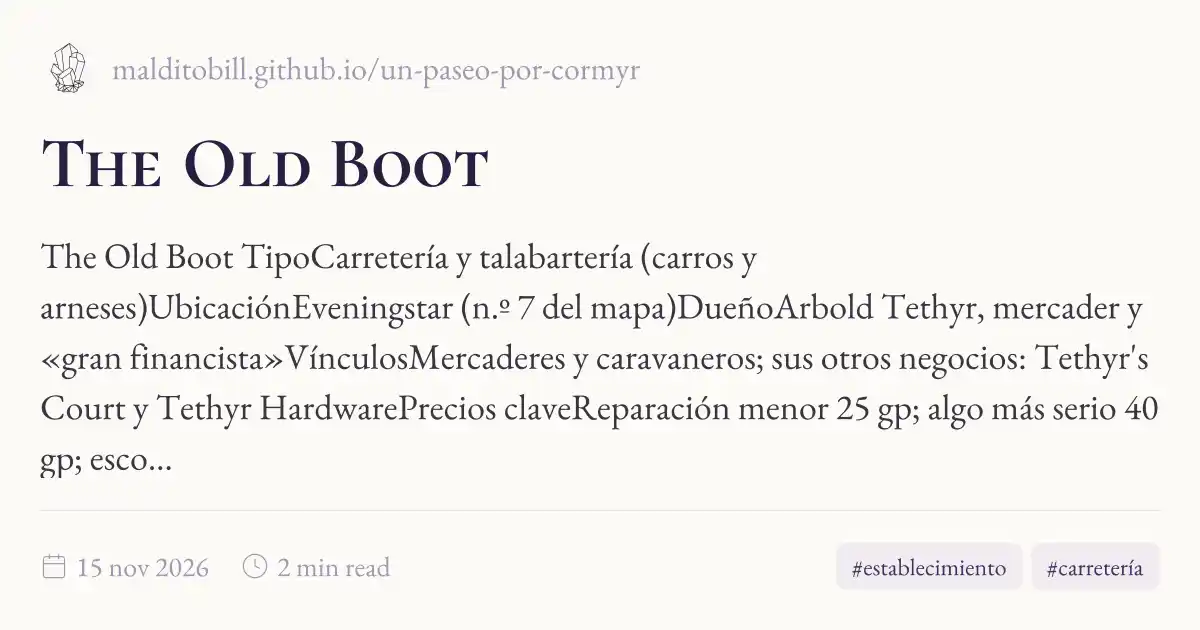 malditobill.github.io/un-paseo-por-cormyr
The Old Boot
The Old Boot TipoCarretería y talabartería (carros y
arneses)UbicaciónEveningstar (n.º 7 del mapa)DueñoArbold Tethyr, mercader y
«gran financista»VínculosMercaderes y caravaneros; sus otros negocios: Tethyr's
Court y Tethyr HardwarePrecios claveReparación menor 25 gp; algo más serio 40
gp; esco...
15 nov 2026 2 min read #establecimiento #carretería